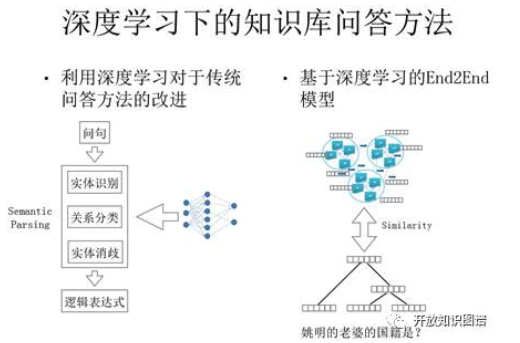 深度学习下的知识库问答方法
• 利用深度学习对于传统
问答方法的改进
问句
Semantic
Parsing
实体识别
关系分类
实体消歧
逻辑表达式
• 基于深度学习的End2End
模型
Similarity
姚明的老婆的国籍是?
开放知识图谱